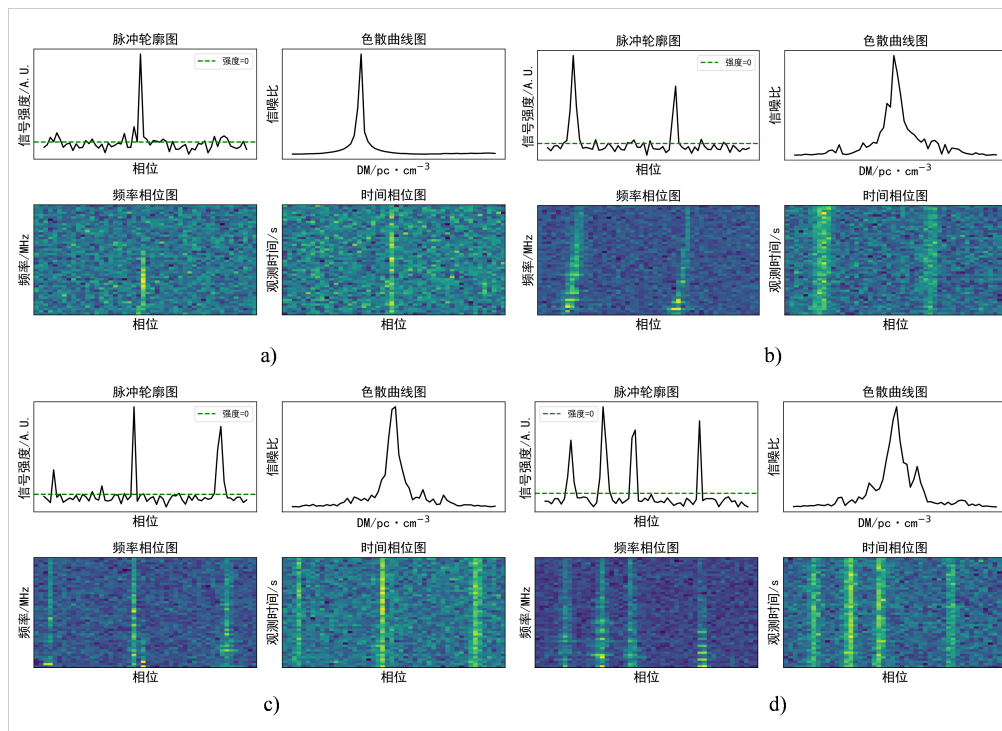 脉冲轮廓图
色散曲线图
信号强度/A.U.
强度=0
信噪比
相位
DM/pc·cm⁻³
频率相位图
时间相位图
频率/MHz
观测时间/s
相位
相位
a)
脉冲轮廓图
色散曲线图
信号强度/A.U.
强度=0
信噪比
相位
DM/pc·cm⁻³
频率相位图
时间相位图
频率/MHz
观测时间/s
相位
相位
b)
脉冲轮廓图
色散曲线图
信号强度/A.U.
强度=0
信噪比
相位
DM/pc·cm⁻³
频率相位图
时间相位图
频率/MHz
观测时间/s
相位
相位
c)
脉冲轮廓图
色散曲线图
信号强度/A.U.
强度=0
信噪比
相位
DM/pc·cm⁻³
频率相位图
时间相位图
频率/MHz
观测时间/s
相位
相位
d)